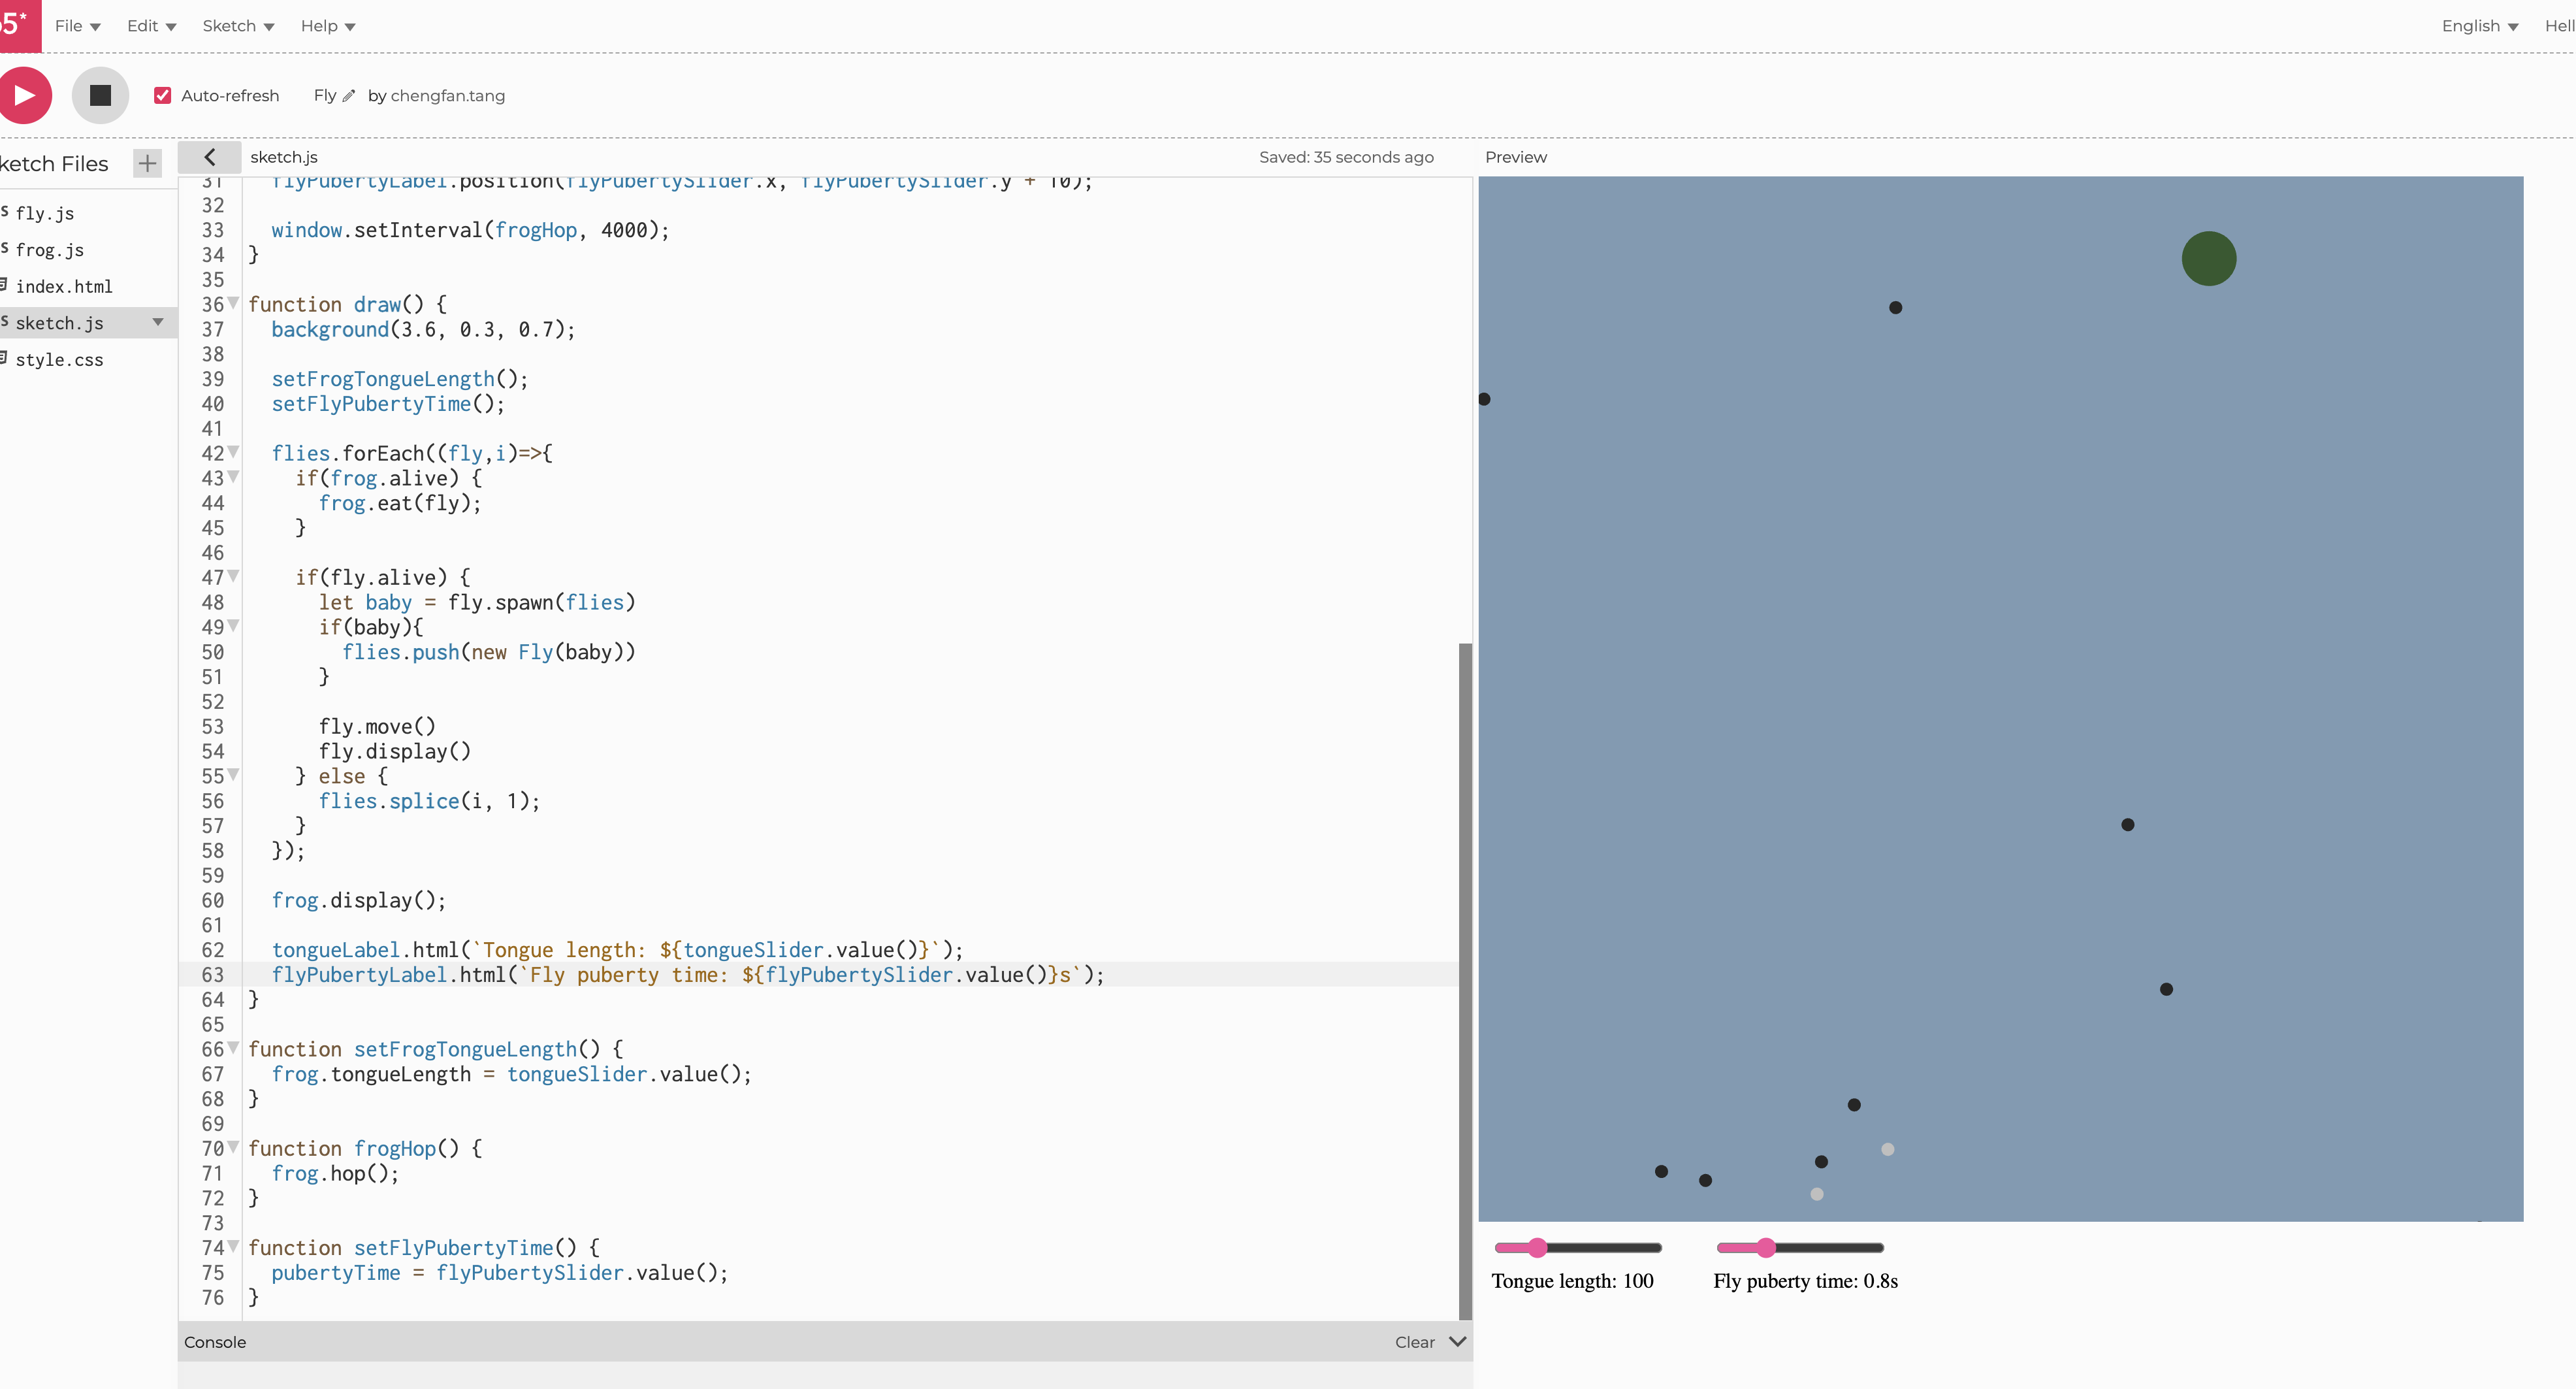 5*
File Edit Sketch Help English Hell
Auto-refresh Fly by chengfan.tang
ketch Files +
sketch.js Saved: 35 seconds ago Preview
S fly.js
S frog.js
index.html
S sketch.js
style.css
31 flyPubertyLabel.position(flyPubertySlider.x, flyPubertySlider.y + 10);
32
33 window.setInterval(frogHop, 4000);
34 }
35
36 function draw() {
37 background(3.6, 0.3, 0.7);
38
39 setFrogTongueLength();
40 setFlyPubertyTime();
41
42 flies.forEach((fly,i)=>{
43 if(frog.alive) {
44 frog.eat(fly);
45 }
46
47 if(fly.alive) {
48 let baby = fly.spawn(flies)
49 if(baby){
50 flies.push(new Fly(baby))
51 }
52
53 fly.move()
54 fly.display()
55 } else {
56 flies.splice(i, 1);
57 }
58 });
59
60 frog.display();
61
62 tongueLabel.html(`Tongue length: ${tongueSlider.value()}`);
63 flyPubertyLabel.html(`Fly puberty time: ${flyPubertySlider.value()}s`);
64 }
65
66 function setFrogTongueLength() {
67 frog.tongueLength = tongueSlider.value();
68 }
69
70 function frogHop() {
71 frog.hop();
72 }
73
74 function setFlyPubertyTime() {
75 pubertyTime = flyPubertySlider.value();
76 }
Tongue length: 100 Fly puberty time: 0.8s
Console Clear